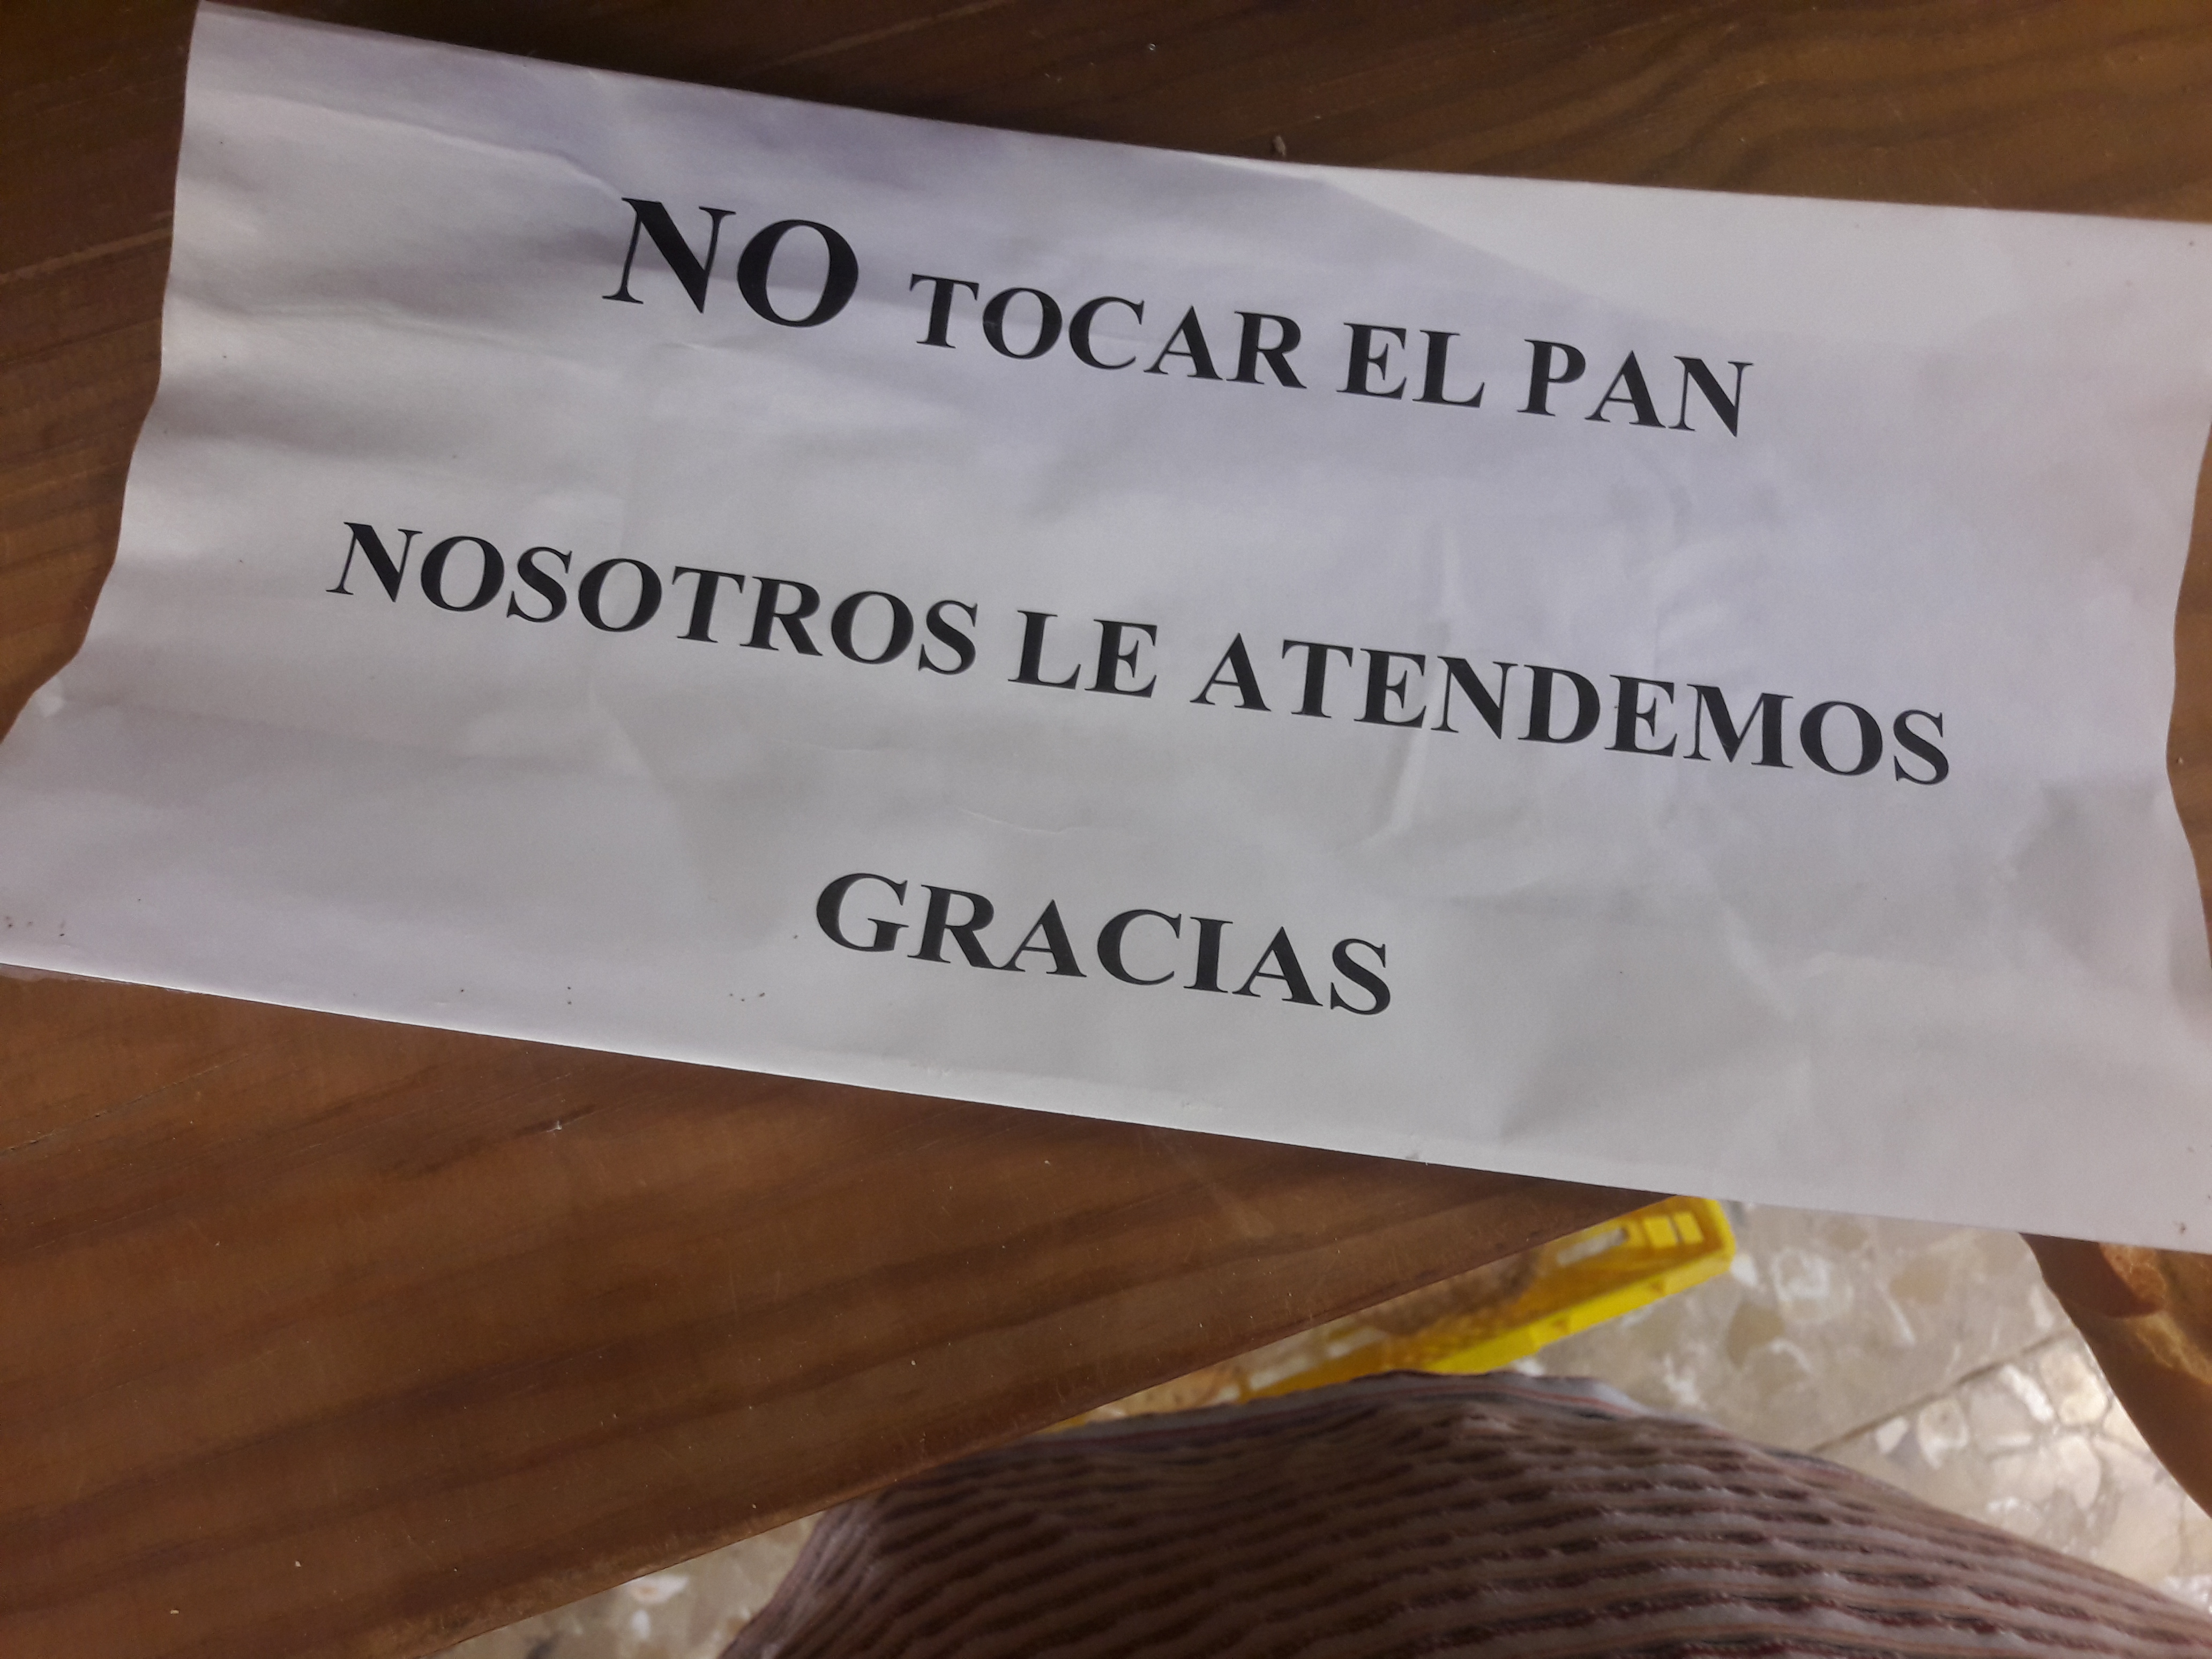 NO TOCAR EL PAN
NOSOTROS LE ATENDEMOS
GRACIAS